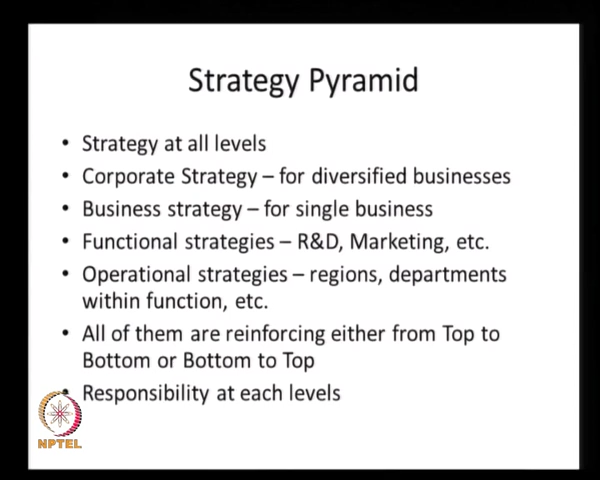 Strategy Pyramid
• Strategy at all levels
• Corporate Strategy – for diversified businesses
• Business strategy – for single business
• Functional strategies – R&D, Marketing, etc.
• Operational strategies – regions, departments
within function, etc.
• All of them are reinforcing either from Top to
Bottom or Bottom to Top
• Responsibility at each levels
NPTEL